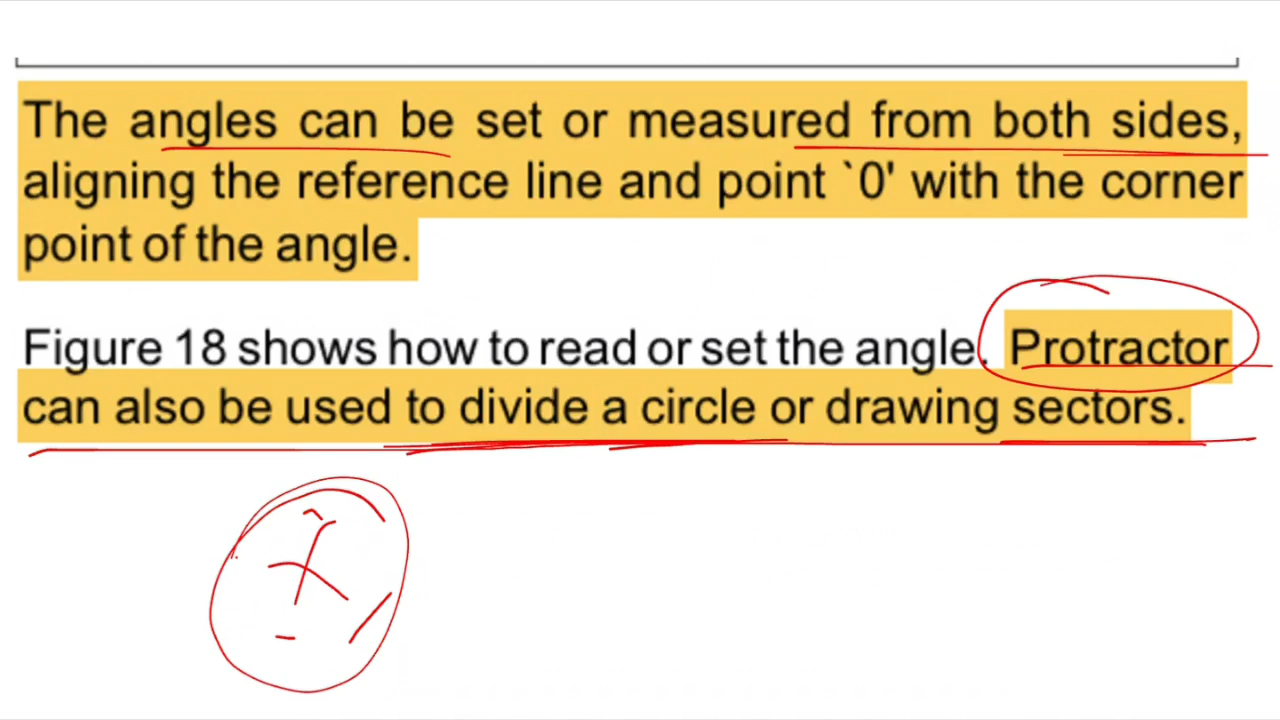 The angles can be set or measured from both sides,
aligning the reference line and point `0' with the corner
point of the angle.
Figure 18 shows how to read or set the angle. Protractor
can also be used to divide a circle or drawing sectors.